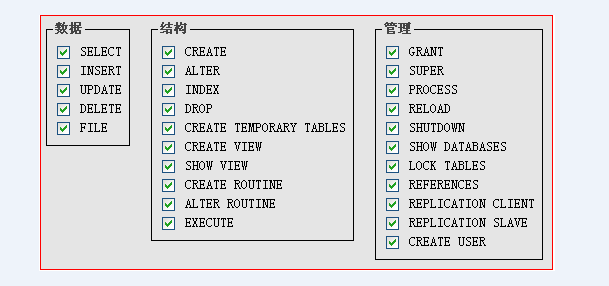 数据
SELECT
INSERT
UPDATE
DELETE
FILE
结构
CREATE
ALTER
INDEX
DROP
CREATE TEMPORARY TABLES
CREATE VIEW
SHOW VIEW
CREATE ROUTINE
ALTER ROUTINE
EXECUTE
管理
GRANT
SUPER
PROCESS
RELOAD
SHUTDOWN
SHOW DATABASES
LOCK TABLES
REFERENCES
REPLICATION CLIENT
REPLICATION SLAVE
CREATE USER